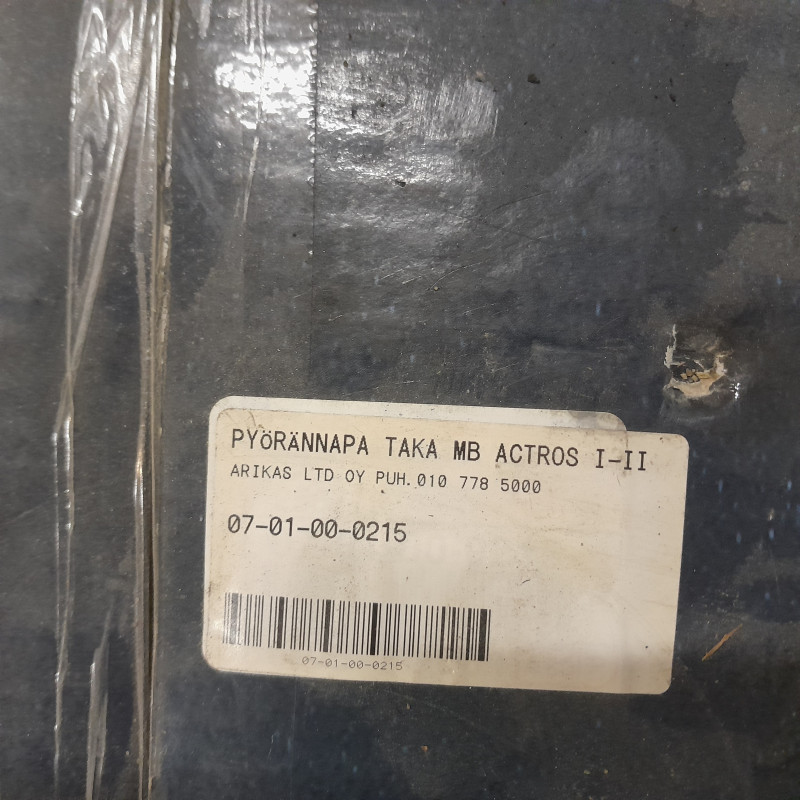 PYÖRÄNNAPA TAKA MB ACTROS I-II
ARIKAS LTD OY PUH.010 778 5000
07-01-00-0215
07-01-00-0215